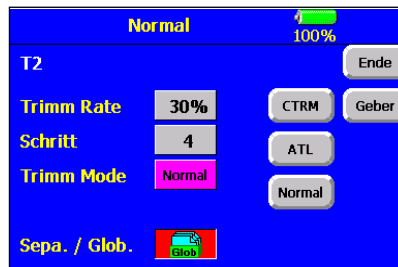 Normal 100%
T2 Ende
Trimm Rate 30% CTRM Geber
Schritt 4 ATL
Trimm Mode Normal Normal
Sepa. / Glob. Glob